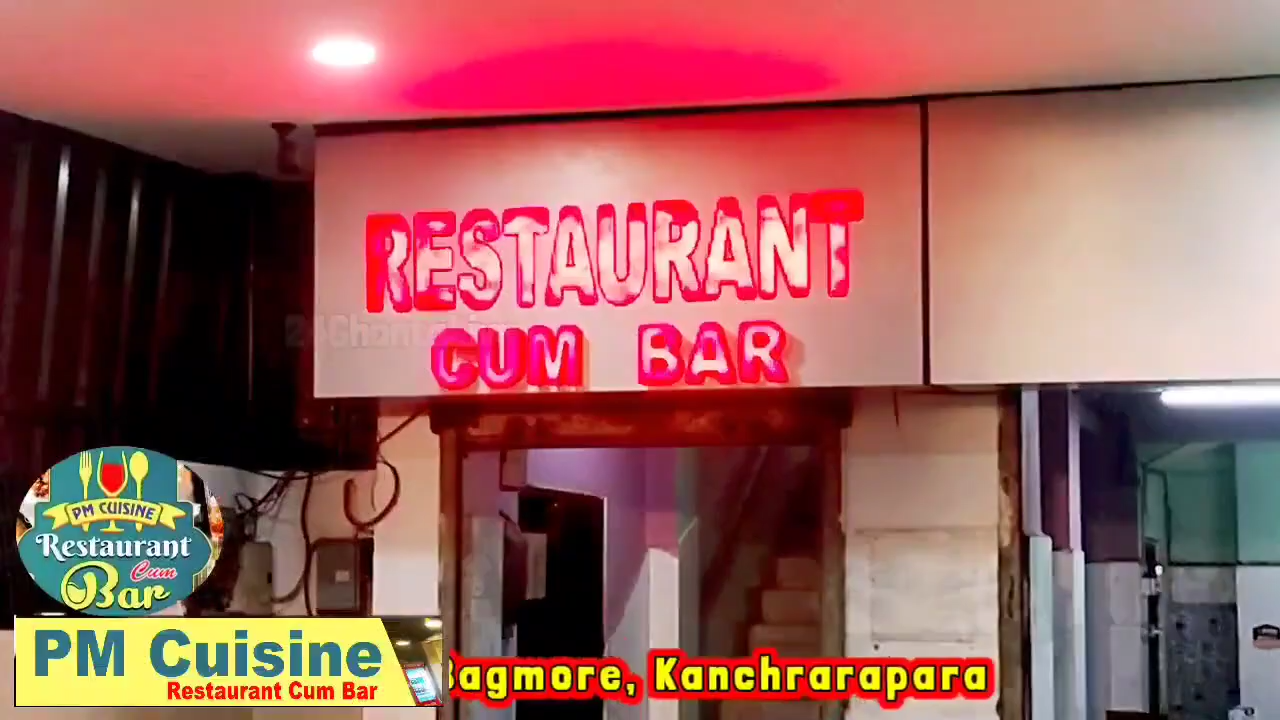 RESTAURANT
CUM BAR
PM CUISINE
Restaurant
Cum
Bar
PM Cuisine
Restaurant Cum Bar
Bagmore, Kanchrarapara